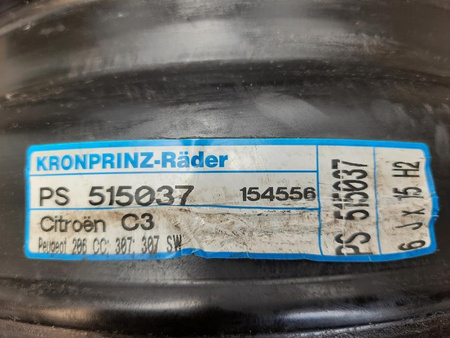 KRONPRINZ-Räder
PS 515037 154556
Citroën C3
Peugeot 206 CC; 307; 307 SW
PS 515037
6 J x 15 H2